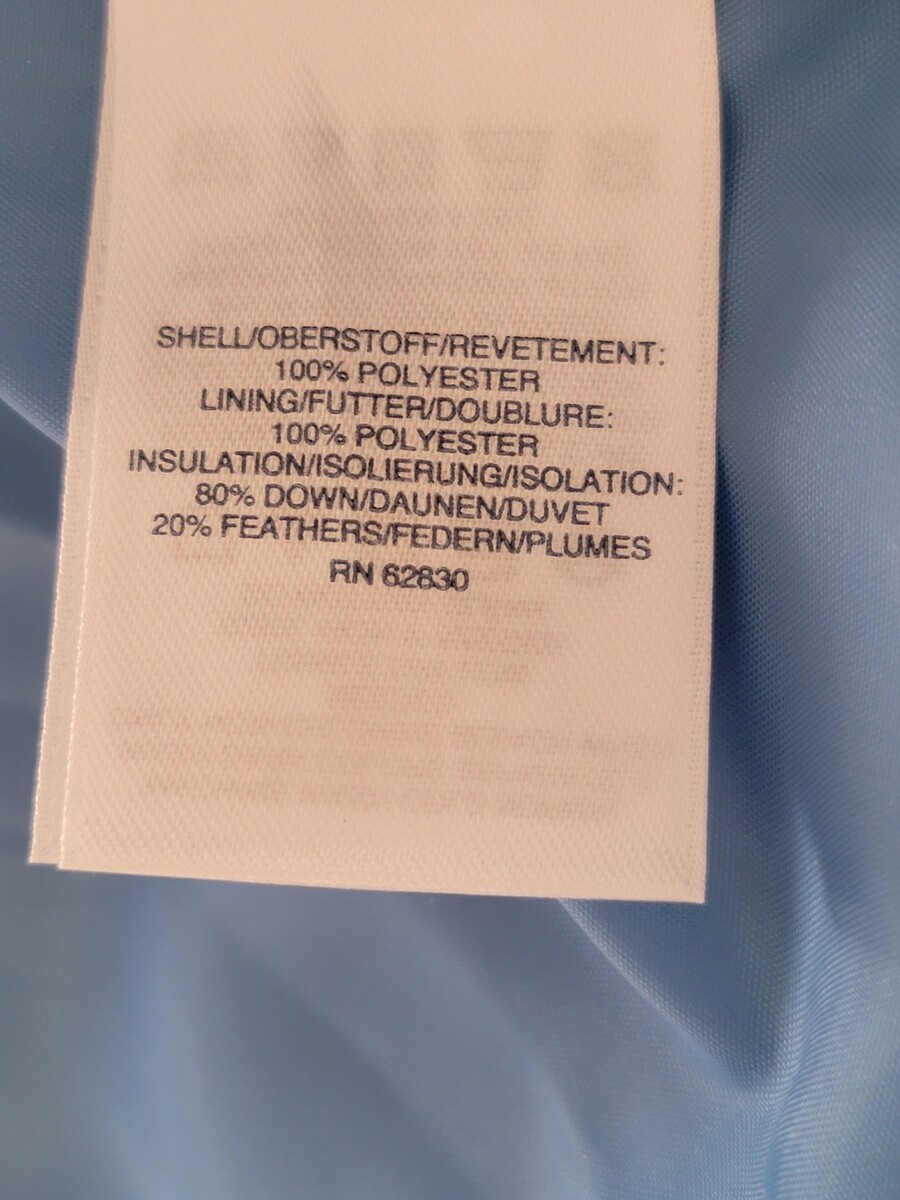 SHELL/OBERSTOFF/REVETEMENT:
100% POLYESTER
LINING/FUTTER/DOUBLURE:
100% POLYESTER
INSULATION/ISOLIERUNG/ISOLATION:
80% DOWN/DAUNEN/DUVET
20% FEATHERS/FEDERN/PLUMES
RN 62830